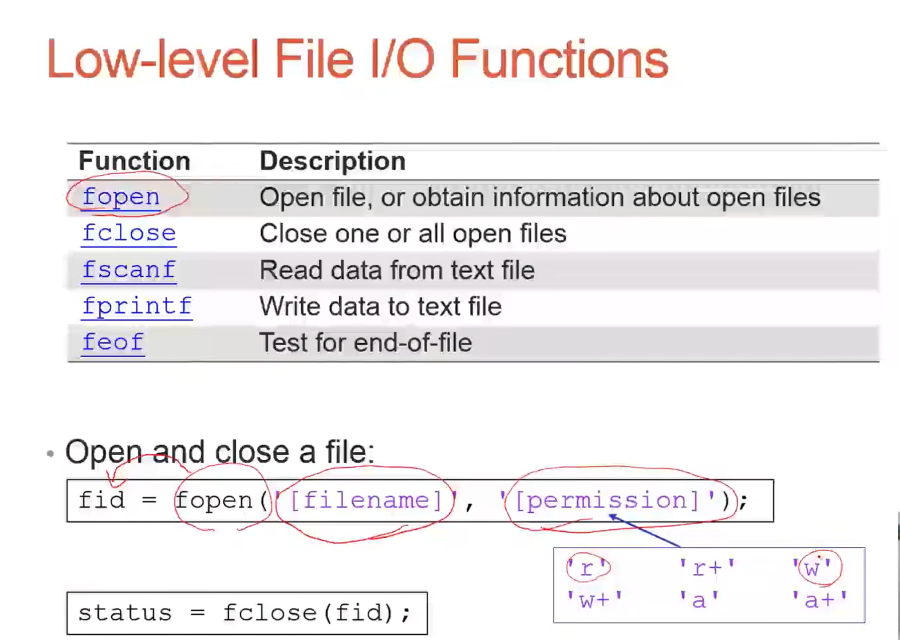 Low-level File I/O Functions
Function Description
fopen Open file, or obtain information about open files
fclose Close one or all open files
fscanf Read data from text file
fprintf Write data to text file
feof Test for end-of-file
• Open and close a file:
fid = fopen('[filename]', '[permission]');
'r' 'r+' 'w'
'w+' 'a' 'a+'
status = fclose(fid);